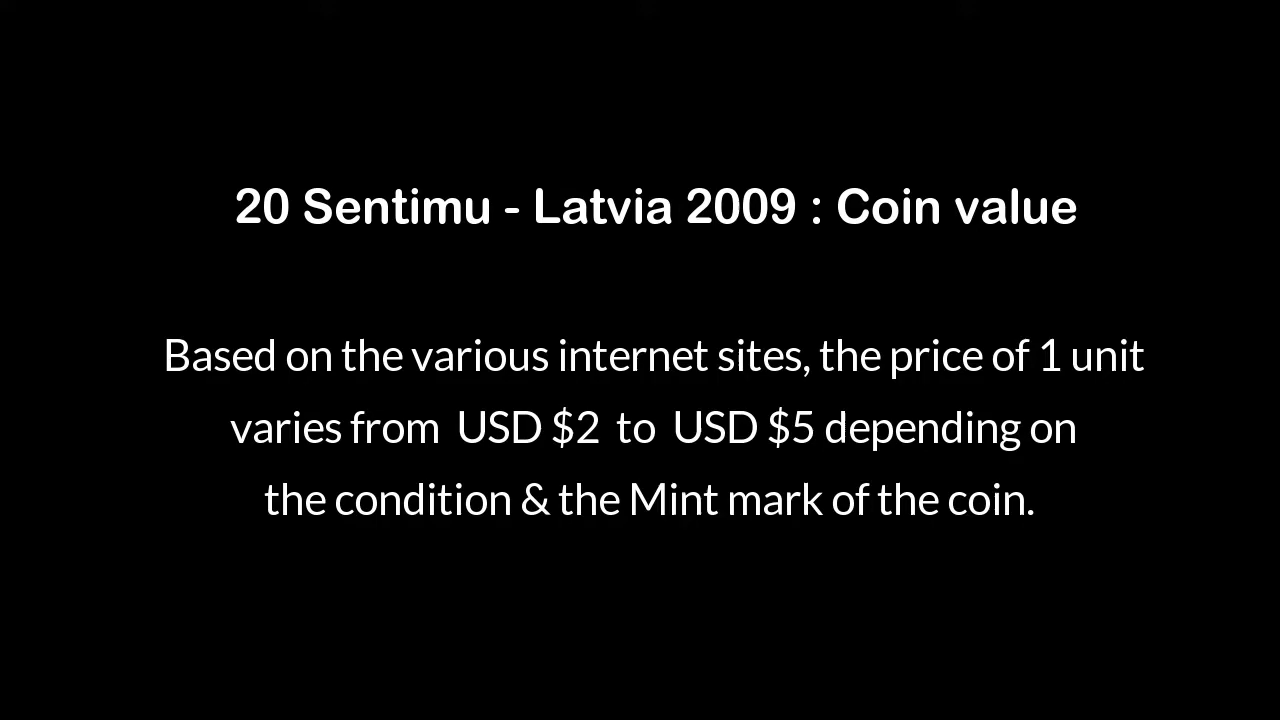 20 Sentimu - Latvia 2009 : Coin value
Based on the various internet sites, the price of 1 unit
varies from USD $2 to USD $5 depending on
the condition & the Mint mark of the coin.